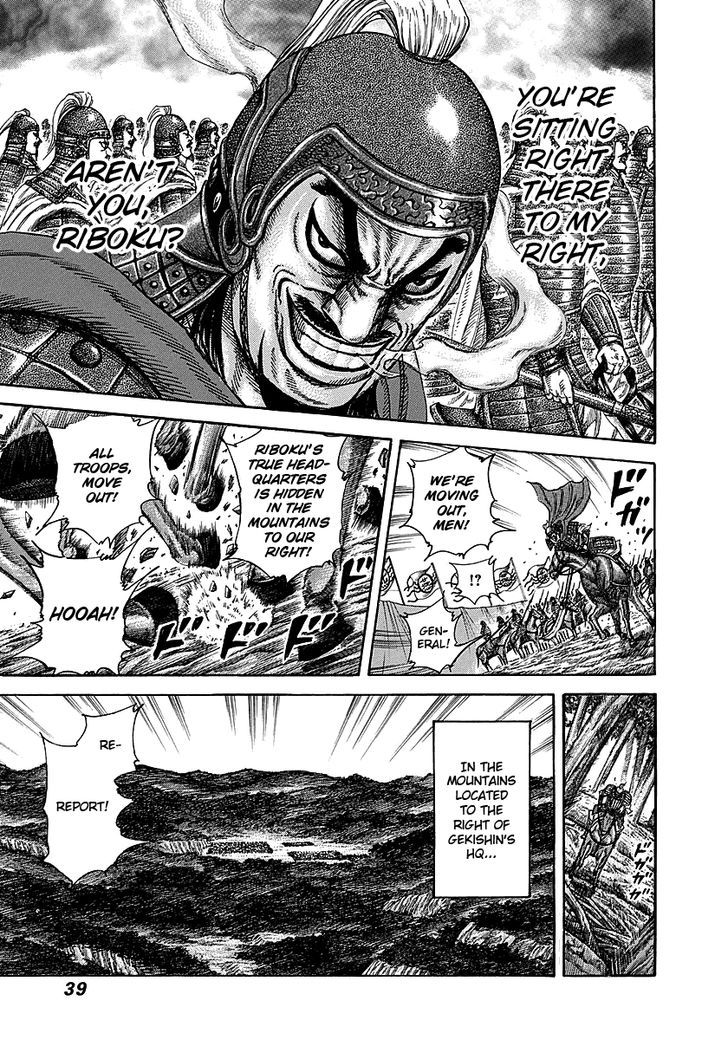 YOU'RE
SITTING
RIGHT
THERE
TO MY
RIGHT,
AREN'T
YOU,
RIBOKU?
WE'RE
MOVING
OUT,
MEN!
!?
GEN-
ERAL!
ドガ
RIBOKU'S
TRUE HEAD-
QUARTERS
IS HIDDEN
IN THE
MOUNTAINS
TO OUR
RIGHT!
ALL
TROOPS,
MOVE
OUT!
HOOAH!
ドドドド
IN THE
MOUNTAINS
LOCATED
TO THE
RIGHT OF
GEKISHIN'S
HQ...
RE-
REPORT!
39